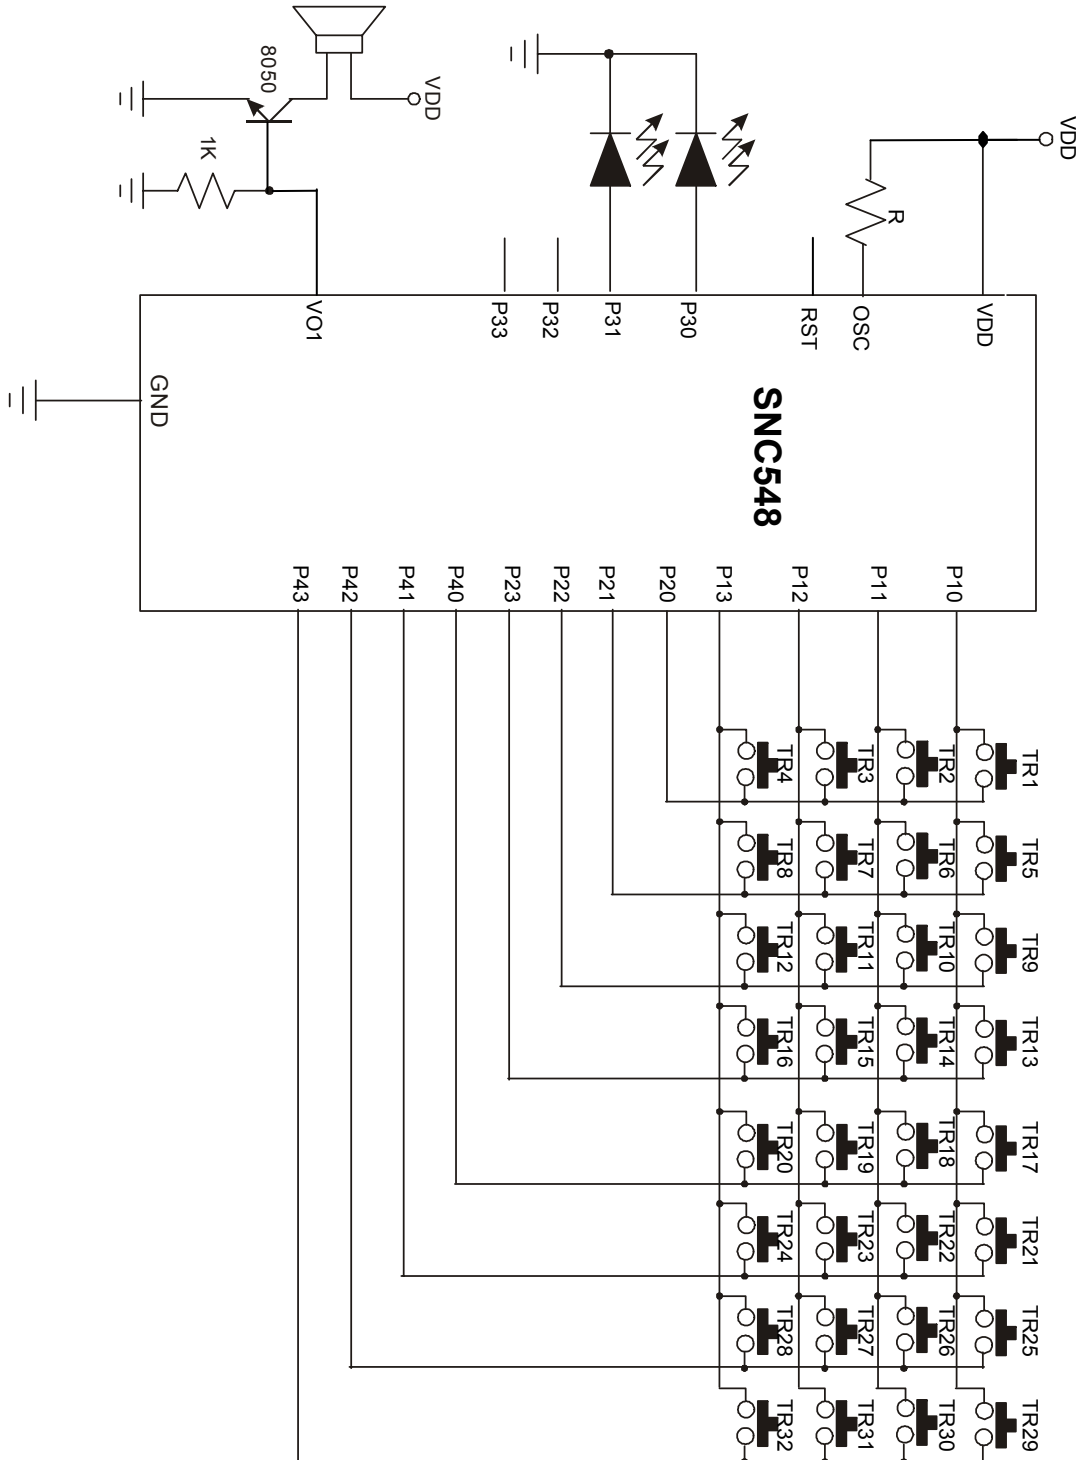 VDD
8050
1K
VDD
R
VO1
P33
P32
P31
P30
RST
OSC
VDD
GND
SNC548
P43
P42
P41
P40
P23
P22
P21
P20
P13
P12
P11
P10
TR4
TR3
TR2
TR1
TR8
TR7
TR6
TR5
TR12
TR11
TR10
TR9
TR16
TR15
TR14
TR13
TR20
TR19
TR18
TR17
TR24
TR23
TR22
TR21
TR28
TR27
TR26
TR25
TR32
TR31
TR30
TR29